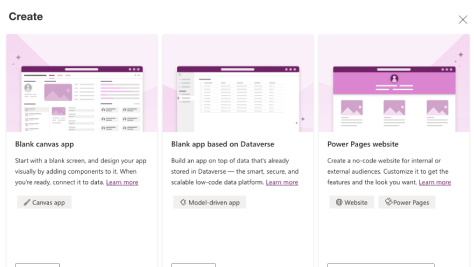 Create
Blank canvas app
Start with a blank screen, and design your app
visually by adding components to it. When
you're ready, connect it to data. Learn more
Canvas app
Blank app based on Dataverse
Build an app on top of data that's already
stored in Dataverse — the smart, secure, and
scalable low-code data platform. Learn more
Model-driven app
Power Pages website
Create a no-code website for internal or
external audiences. Customize it to get the
features and the look you want. Learn more
Website
Power Pages